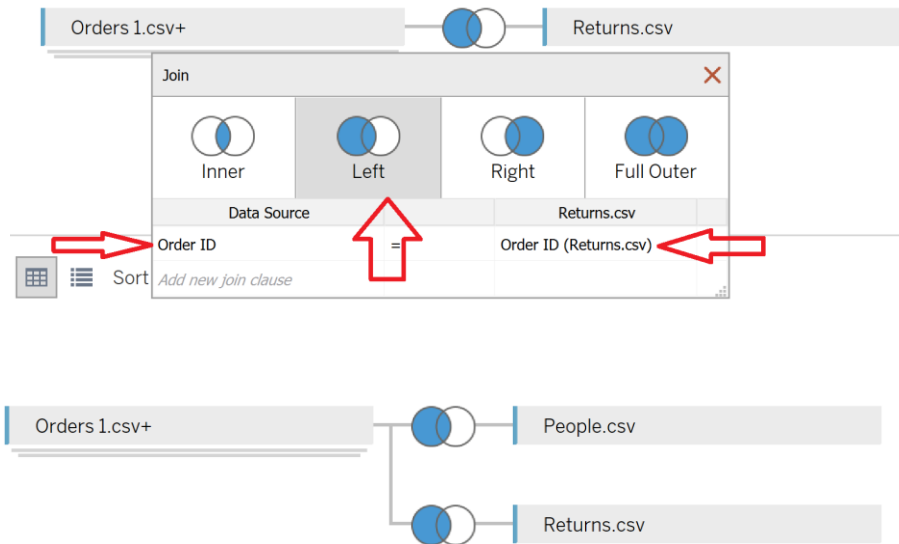 Orders 1.csv+ Returns.csv
Join
Inner Left Right Full Outer
Data Source Returns.csv
Order ID = Order ID (Returns.csv)
Sort Add new join clause
Orders 1.csv+ People.csv
Returns.csv